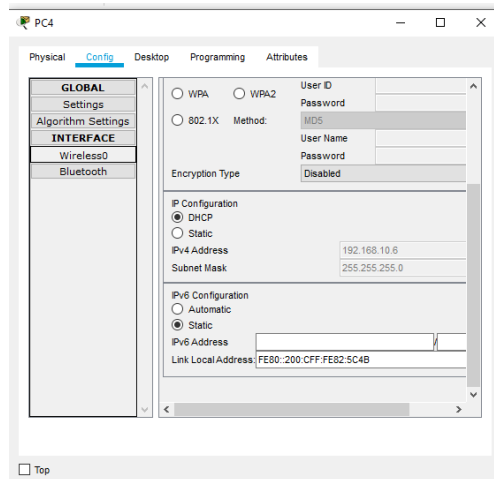 PC4
Physical Config Desktop Programming Attributes
GLOBAL
Settings
Algorithm Settings
INTERFACE
Wireless0
Bluetooth
WPA WPA2 User ID
Password
802.1X Method: MD5
User Name
Password
Encryption Type Disabled
IP Configuration
DHCP
Static
IPv4 Address 192.168.10.6
Subnet Mask 255.255.255.0
IPv6 Configuration
Automatic
Static
IPv6 Address /
Link Local Address: FE80::200:CFF:FE82:5C4B
Top